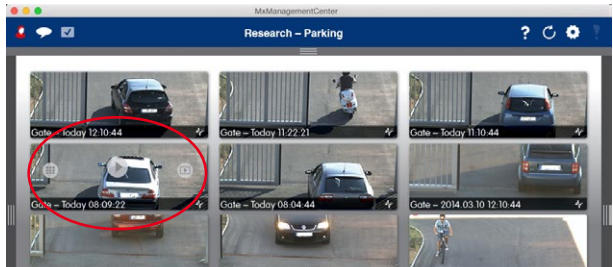 MxManagementCenter
Research – Parking
?
Gate – Today 12:10:44
Gate – Today 11:22:21
Gate – Today 11:10:44
Gate – Today 08:09:22
Gate – Today 08:04:44
Gate – 2014.03.10 12:10:44